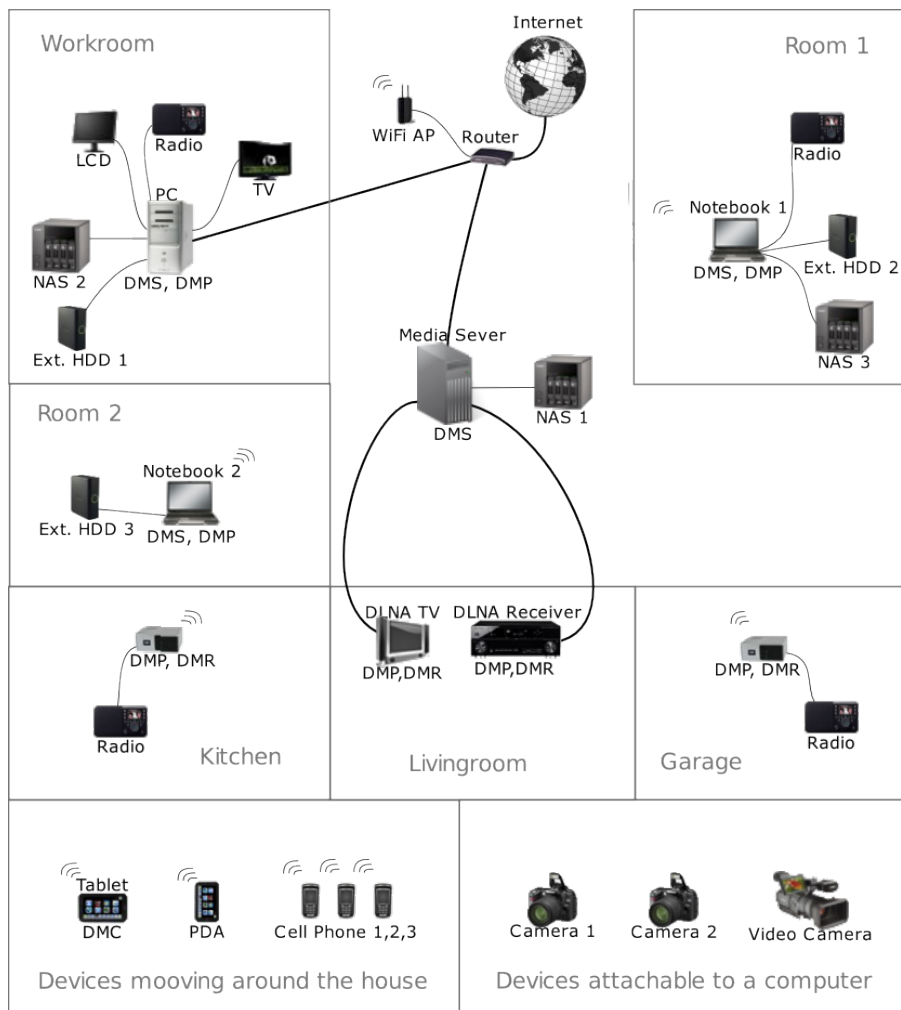 Internet
Workroom
Room 1
WiFi AP
Router
Radio
LCD
TV
PC
Radio
NAS 2
DMS, DMP
Notebook 1
DMS, DMP
Ext. HDD 2
Ext. HDD 1
NAS 3
Media Sever
DMS
NAS 1
Room 2
Notebook 2
Ext. HDD 3
DMS, DMP
DMP, DMR
Radio
Kitchen
DLNA TV
DLNA Receiver
DMP,DMR
DMP,DMR
Livingroom
DMP, DMR
Radio
Garage
Tablet
DMC
PDA
Cell Phone 1,2,3
Devices mooving around the house
Camera 1
Camera 2
Video Camera
Devices attachable to a computer